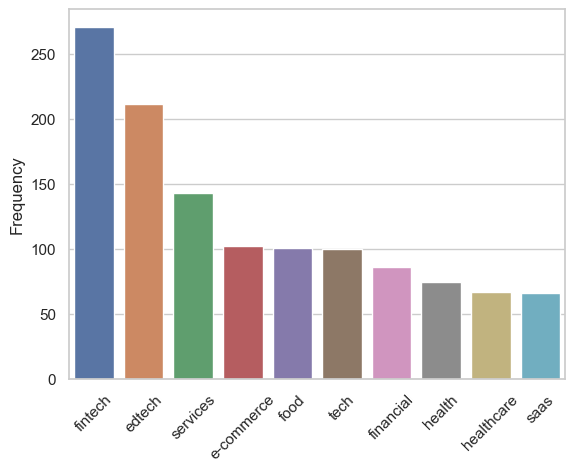 Frequency
250
200
150
100
50
0
fintech
edtech
services
e-commerce
food
tech
financial
health
healthcare
saas